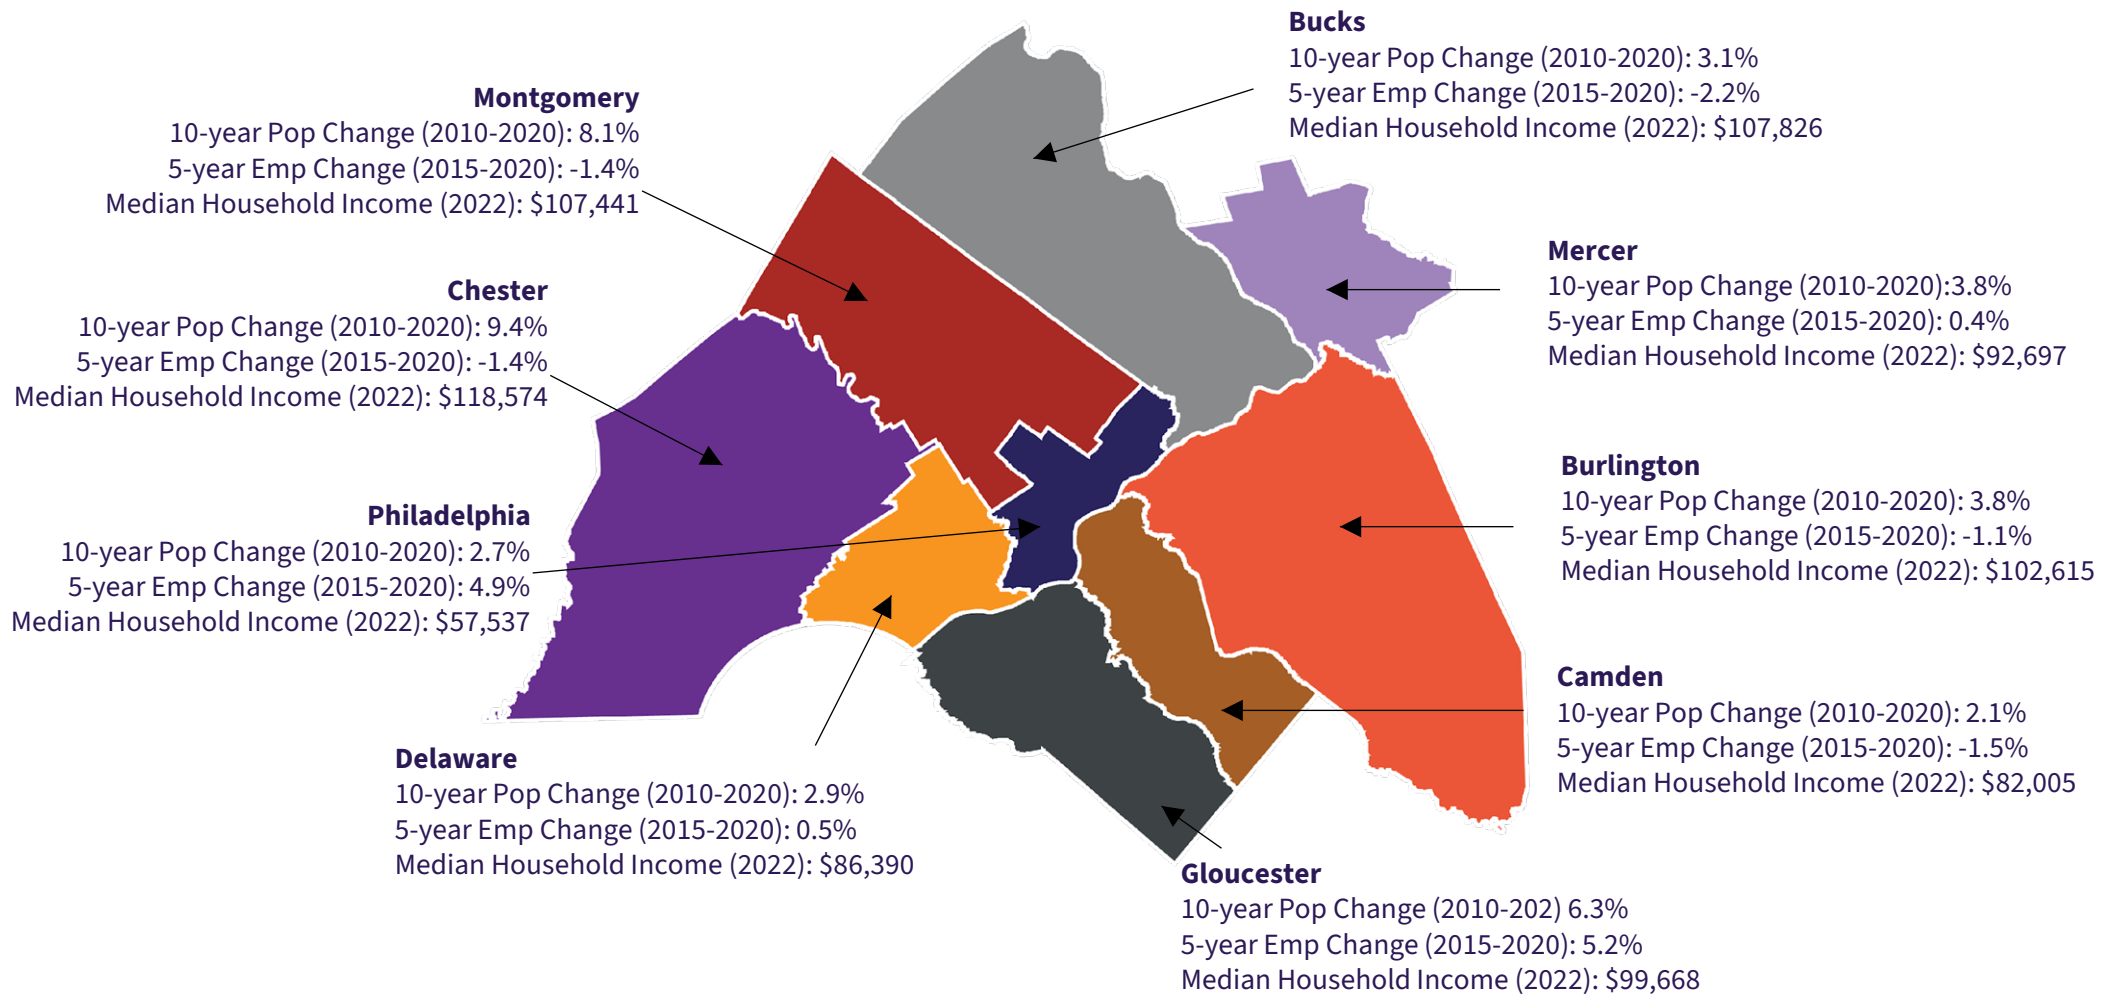 Bucks
10-year Pop Change (2010-2020): 3.1%
5-year Emp Change (2015-2020): -2.2%
Median Household Income (2022): $107,826
Montgomery
10-year Pop Change (2010-2020): 8.1%
5-year Emp Change (2015-2020): -1.4%
Median Household Income (2022): $107,441
Mercer
10-year Pop Change (2010-2020):3.8%
5-year Emp Change (2015-2020): 0.4%
Median Household Income (2022): $92,697
Chester
10-year Pop Change (2010-2020): 9.4%
5-year Emp Change (2015-2020): -1.4%
Median Household Income (2022): $118,574
Burlington
10-year Pop Change (2010-2020): 3.8%
5-year Emp Change (2015-2020): -1.1%
Median Household Income (2022): $102,615
Philadelphia
10-year Pop Change (2010-2020): 2.7%
5-year Emp Change (2015-2020): 4.9%
Median Household Income (2022): $57,537
Camden
10-year Pop Change (2010-2020): 2.1%
5-year Emp Change (2015-2020): -1.5%
Median Household Income (2022): $82,005
Delaware
10-year Pop Change (2010-2020): 2.9%
5-year Emp Change (2015-2020): 0.5%
Median Household Income (2022): $86,390
Gloucester
10-year Pop Change (2010-202) 6.3%
5-year Emp Change (2015-2020): 5.2%
Median Household Income (2022): $99,668